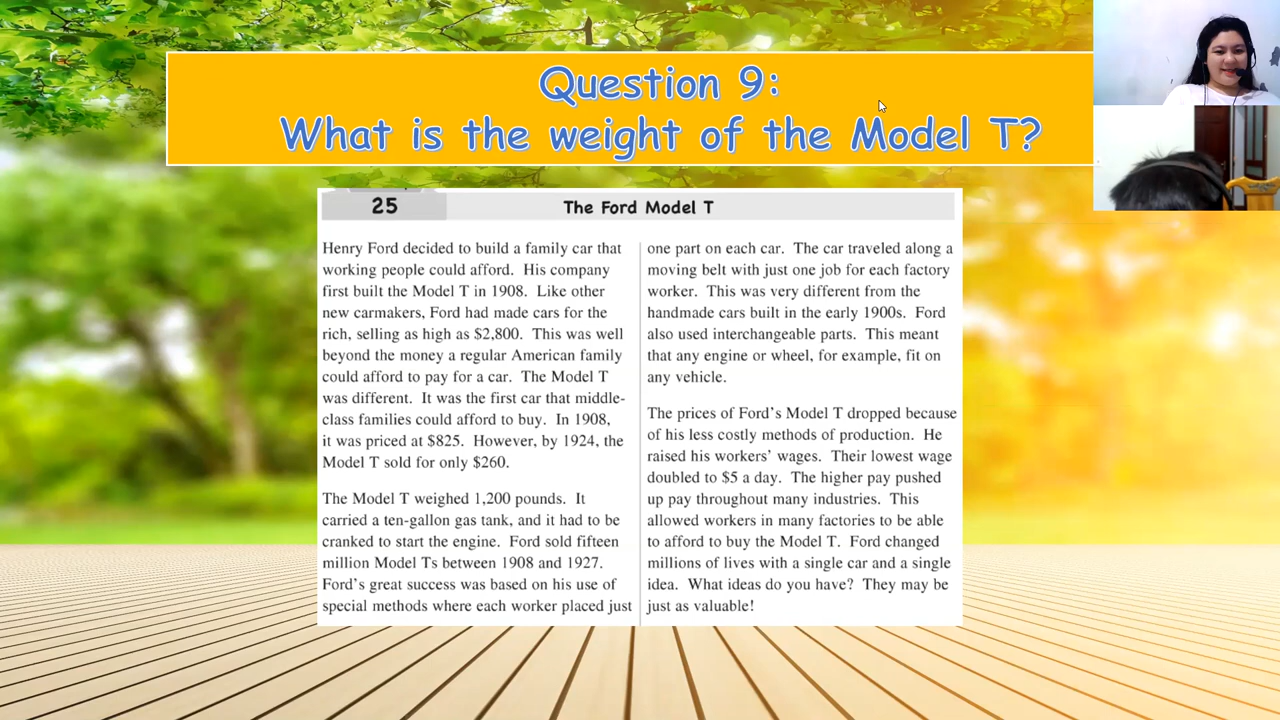 Question 9:
What is the weight of the Model T?
25
The Ford Model T
Henry Ford decided to build a family car that
working people could afford. His company
first built the Model T in 1908. Like other
new carmakers, Ford had made cars for the
rich, selling as high as $2,800. This was well
beyond the money a regular American family
could afford to pay for a car. The Model T
was different. It was the first car that middle-
class families could afford to buy. In 1908,
it was priced at $825. However, by 1924, the
Model T sold for only $260.
The Model T weighed 1,200 pounds. It
carried a ten-gallon gas tank, and it had to be
cranked to start the engine. Ford sold fifteen
million Model Ts between 1908 and 1927.
Ford's great success was based on his use of
special methods where each worker placed just
one part on each car. The car traveled along a
moving belt with just one job for each factory
worker. This was very different from the
handmade cars built in the early 1900s. Ford
also used interchangeable parts. This meant
that any engine or wheel, for example, fit on
any vehicle.
The prices of Ford's Model T dropped because
of his less costly methods of production. He
raised his workers' wages. Their lowest wage
doubled to $5 a day. The higher pay pushed
up pay throughout many industries. This
allowed workers in many factories to be able
to afford to buy the Model T. Ford changed
millions of lives with a single car and a single
idea. What ideas do you have? They may be
just as valuable!